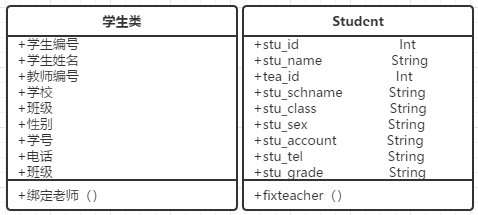 学生类
+学生编号
+学生姓名
+教师编号
+学校
+班级
+性别
+学号
+电话
+班级
+绑定老师（）
Student
+stu_id Int
+stu_name String
+tea_id Int
+stu_schname String
+stu_class String
+stu_sex String
+stu_account String
+stu_tel String
+stu_grade String
+fixteacher（）